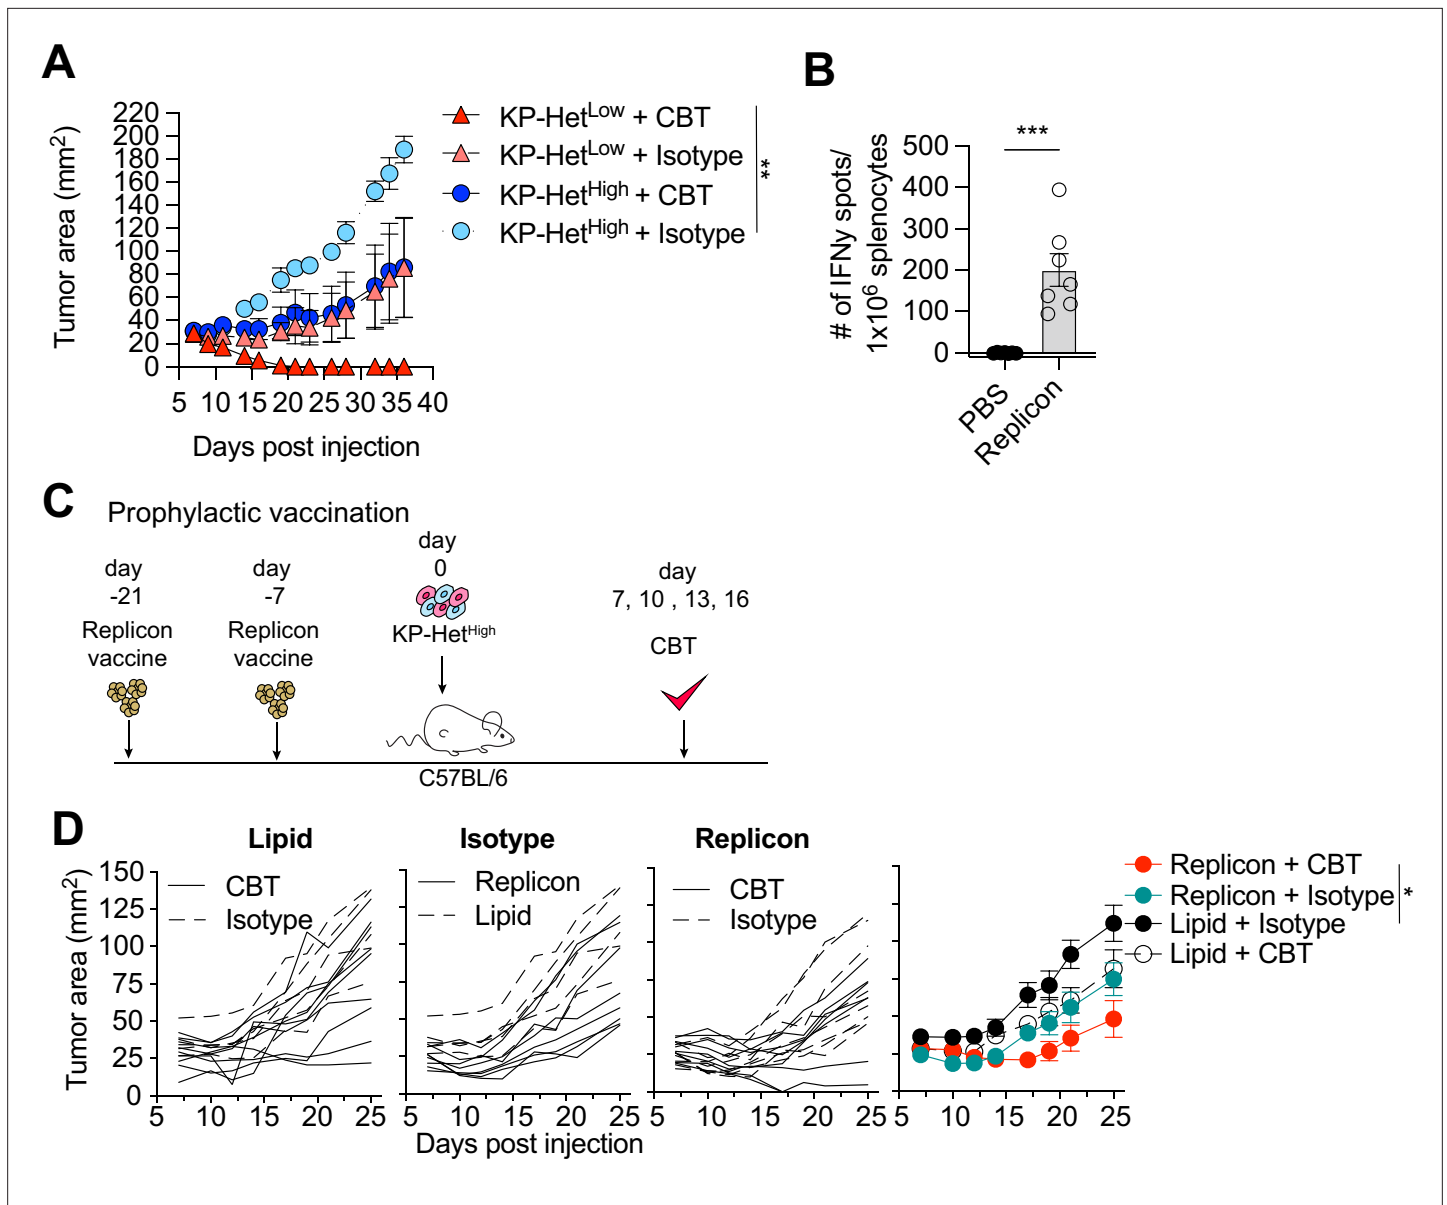 A
Tumor area (mm2)
220
200
180
160
140
120
100
80
60
40
20
0
5 10 15 20 25 30 35 40
Days post injection
KP-HetLow + CBT
KP-HetLow + Isotype
KP-HetHigh + CBT
KP-HetHigh + Isotype
**
B
# of IFNy spots/
1x106 splenocytes
500
400
300
200
100
0
***
PBS
Replicon
C
Prophylactic vaccination
day
-21
Replicon
vaccine
day
-7
Replicon
vaccine
day
0
KP-HetHigh
C57BL/6
day
7, 10 , 13, 16
CBT
D
Tumor area (mm2)
150
125
100
75
50
25
0
Lipid
CBT
Isotype
5 10 15 20 25
Isotype
Replicon
Lipid
5 10 15 20 25
Replicon
CBT
Isotype
5 10 15 20 25
Replicon + CBT
Replicon + Isotype
Lipid + Isotype
Lipid + CBT
*
5 10 15 20 25
Days post injection